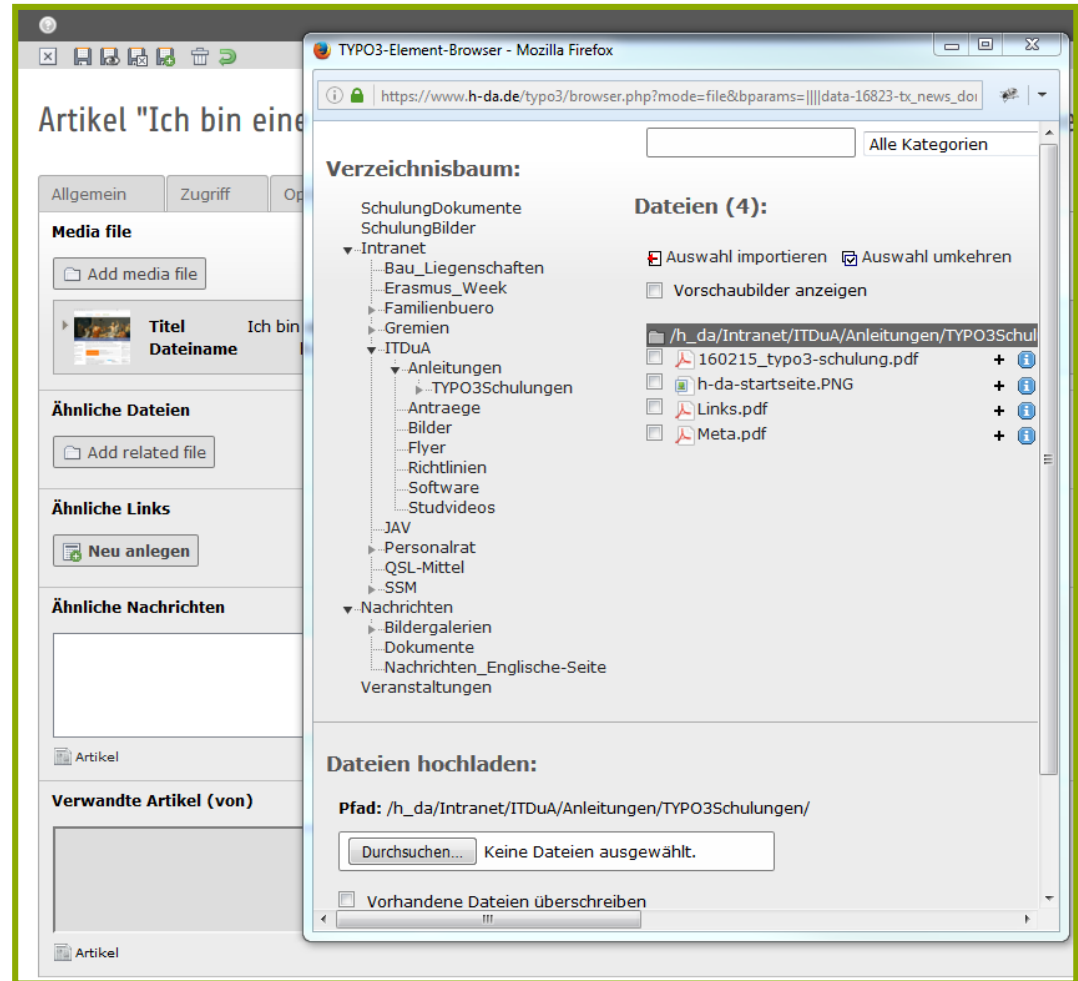 Artikel "Ich bin eine
Allgemein
Zugriff
Media file
Add media file
Titel Ich bin
Dateiname
Ähnliche Dateien
Add related file
Ähnliche Links
Neu anlegen
Ähnliche Nachrichten
Artikel
Verwandte Artikel (von)
Artikel
TYPO3-Element-Browser - Mozilla Firefox
https://www.h-da.de/typo3/browser.php?mode=file&bparams=||||data-16823-tx_news_dor
Alle Kategorien
Verzeichnisbaum:
SchulungDokumente
SchulungBilder
Intranet
Bau_Liegenschaften
Erasmus_Week
Familienbuero
Gremien
ITDuA
Anleitungen
TYPO3Schulungen
Antraege
Bilder
Flyer
Richtlinien
Software
Studvideos
JAV
Personalrat
QSL-Mittel
SSM
Nachrichten
Bildergalerien
Dokumente
Nachrichten_Englische-Seite
Veranstaltungen
Dateien (4):
Auswahl importieren Auswahl umkehren
Vorschaubilder anzeigen
/h_da/Intranet/ITDuA/Anleitungen/TYPO3Schul
160215_typo3-schulung.pdf
h-da-startseite.PNG
Links.pdf
Meta.pdf
Dateien hochladen:
Pfad: /h_da/Intranet/ITDuA/Anleitungen/TYPO3Schulungen/
Durchsuchen... Keine Dateien ausgewählt.
Vorhandene Dateien überschreiben